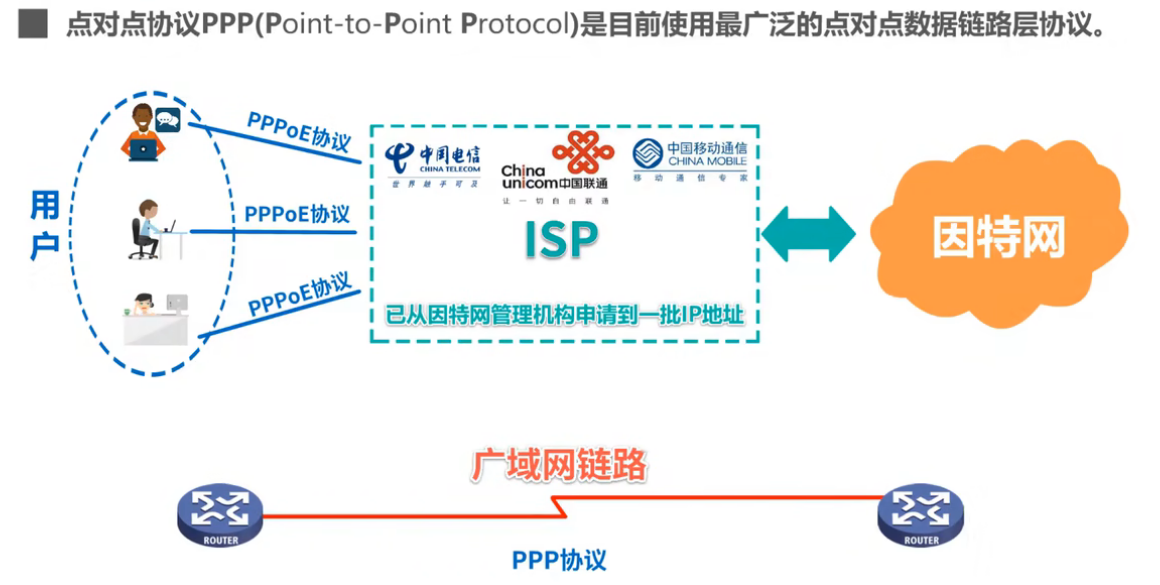 点对点协议PPP(Point-to-Point Protocol)是目前使用最广泛的点对点数据链路层协议。
用户
PPPoE协议
PPPoE协议
PPPoE协议
中国电信
CHINA TELECOM
世界触手可及
China
unicom中国联通
让一切自由联通
中国移动通信
CHINA MOBILE
移动通信专家
ISP
已从因特网管理机构申请到一批IP地址
因特网
广域网链路
ROUTER
ROUTER
PPP协议